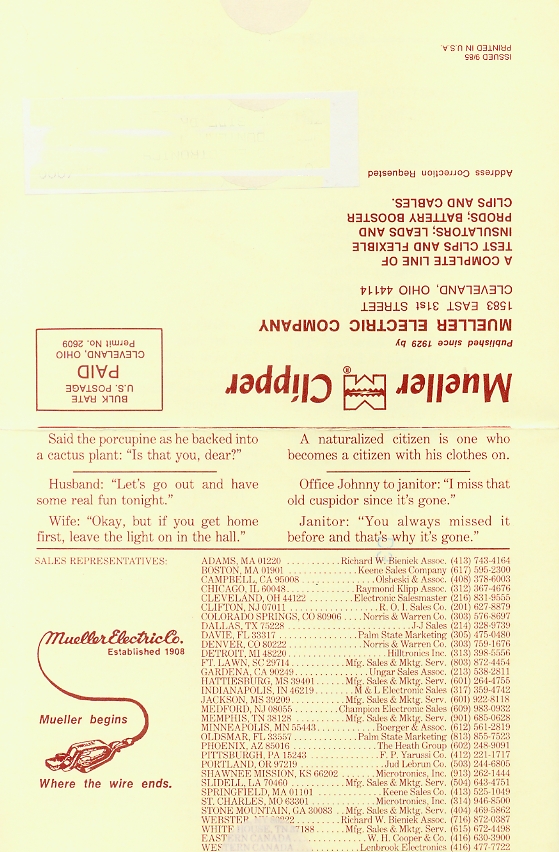 ISSUED 9/85
PRINTED IN U.S.A.
Address Correction Requested
A COMPLETE LINE OF
TEST CLIPS AND FLEXIBLE
INSULATORS; LEADS AND
PRODS; BATTERY BOOSTER
CLIPS AND CABLES.
Mueller Clipper®
Published since 1929 by
MUELLER ELECTRIC COMPANY
1583 EAST 31st STREET
CLEVELAND, OHIO 44114
BULK RATE
U.S. POSTAGE
PAID
CLEVELAND, OHIO
Permit No. 2609
Said the porcupine as he backed into
a cactus plant: “Is that you, dear?”
Husband: “Let’s go out and have
some real fun tonight.”
Wife: “Okay, but if you get home
first, leave the light on in the hall.”
A naturalized citizen is one who
becomes a citizen with his clothes on.
Office Johnny to janitor: “I miss that
old cuspidor since it’s gone.”
Janitor: “You always missed it
before and that’s why it’s gone.”
SALES REPRESENTATIVES:
Mueller Electric Co.
Established 1908
Mueller begins
Where the wire ends.
ADAMS, MA 01220 ............Richard W. Bieniek Assoc. (413) 743-4164
BOSTON, MA 01901 ...............Keene Sales Company (617) 595-2300
CAMPBELL, CA 95008 ................Olsheski & Assoc. (408) 378-6003
CHICAGO, IL 60048...............Raymond Klipp Assoc. (312) 367-4676
CLEVELAND, OH 44122 ..........Electronic Salesmaster (216) 831-9555
CLIFTON, NJ 07011 ....................R. O. I. Sales Co. (201) 627-8879
COLORADO SPRINGS, CO 80906 ....Norris & Warren Co. (303) 576-8697
DALLAS, TX 75228 ..........................J-J Sales (214) 328-9739
DAVIE, FL 33317 .................Palm State Marketing (305) 475-0480
DENVER, CO 80222 ................Norris & Warren Co. (303) 759-1676
DETROIT, MI 48220 ...................Hilltronics Inc. (313) 398-5556
FT. LAWN, SC 29714 ..............Mfg. Sales & Mktg. Serv. (803) 872-4454
GARDENA, CA 90249...................Ungar Sales Assoc. (213) 538-2811
HATTIESBURG, MS 39401 ........Mfg. Sales & Mktg. Serv. (601) 264-4755
INDIANAPOLIS, IN 46219........M & L Electronic Sales (317) 359-4742
JACKSON, MS 39209 ............Mfg. Sales & Mktg. Serv. (601) 922-8118
MEDFORD, NJ 08055 ...........Champion Electronic Sales (609) 983-0932
MEMPHIS, TN 38128 ............Mfg. Sales & Mktg. Serv. (901) 685-0628
MINNEAPOLIS, MN 55443................Boerger & Assoc. (612) 561-2819
OLDSMAR, FL 33557 ...............Palm State Marketing (813) 855-7523
PHOENIX, AZ 85016 ....................The Heath Group (602) 248-9091
PITTSBURGH, PA 15243 ................F. P. Yarussi Co. (412) 221-1717
PORTLAND, OR 97219 ....................Jud Lebrun Co. (503) 244-6805
SHAWNEE MISSION, KS 66202 ..........Microtronics, Inc. (913) 262-1444
SLIDELL, LA 70460 ..............Mfg. Sales & Mktg. Serv. (504) 643-4751
SPRINGFIELD, MA 01101 ..................Keene Sales Co. (413) 525-1049
ST. CHARLES, MO 63301 ................Microtronics, Inc. (314) 946-8500
STONE MOUNTAIN, GA 30083 ..Mfg. Sales & Mktg. Serv. (404) 469-5862
WEBSTER, ............Richard W. Bieniek Assoc. (716) 872-0387
WHITE 7188......Mfg. Sales & Mktg. Serv. (615) 672-4498
EASTERN CANADA ...............W. H. Cooper & Co. (416) 630-3900
WESTERN CANADA ..............Lenbrook Electronics (416) 477-7722